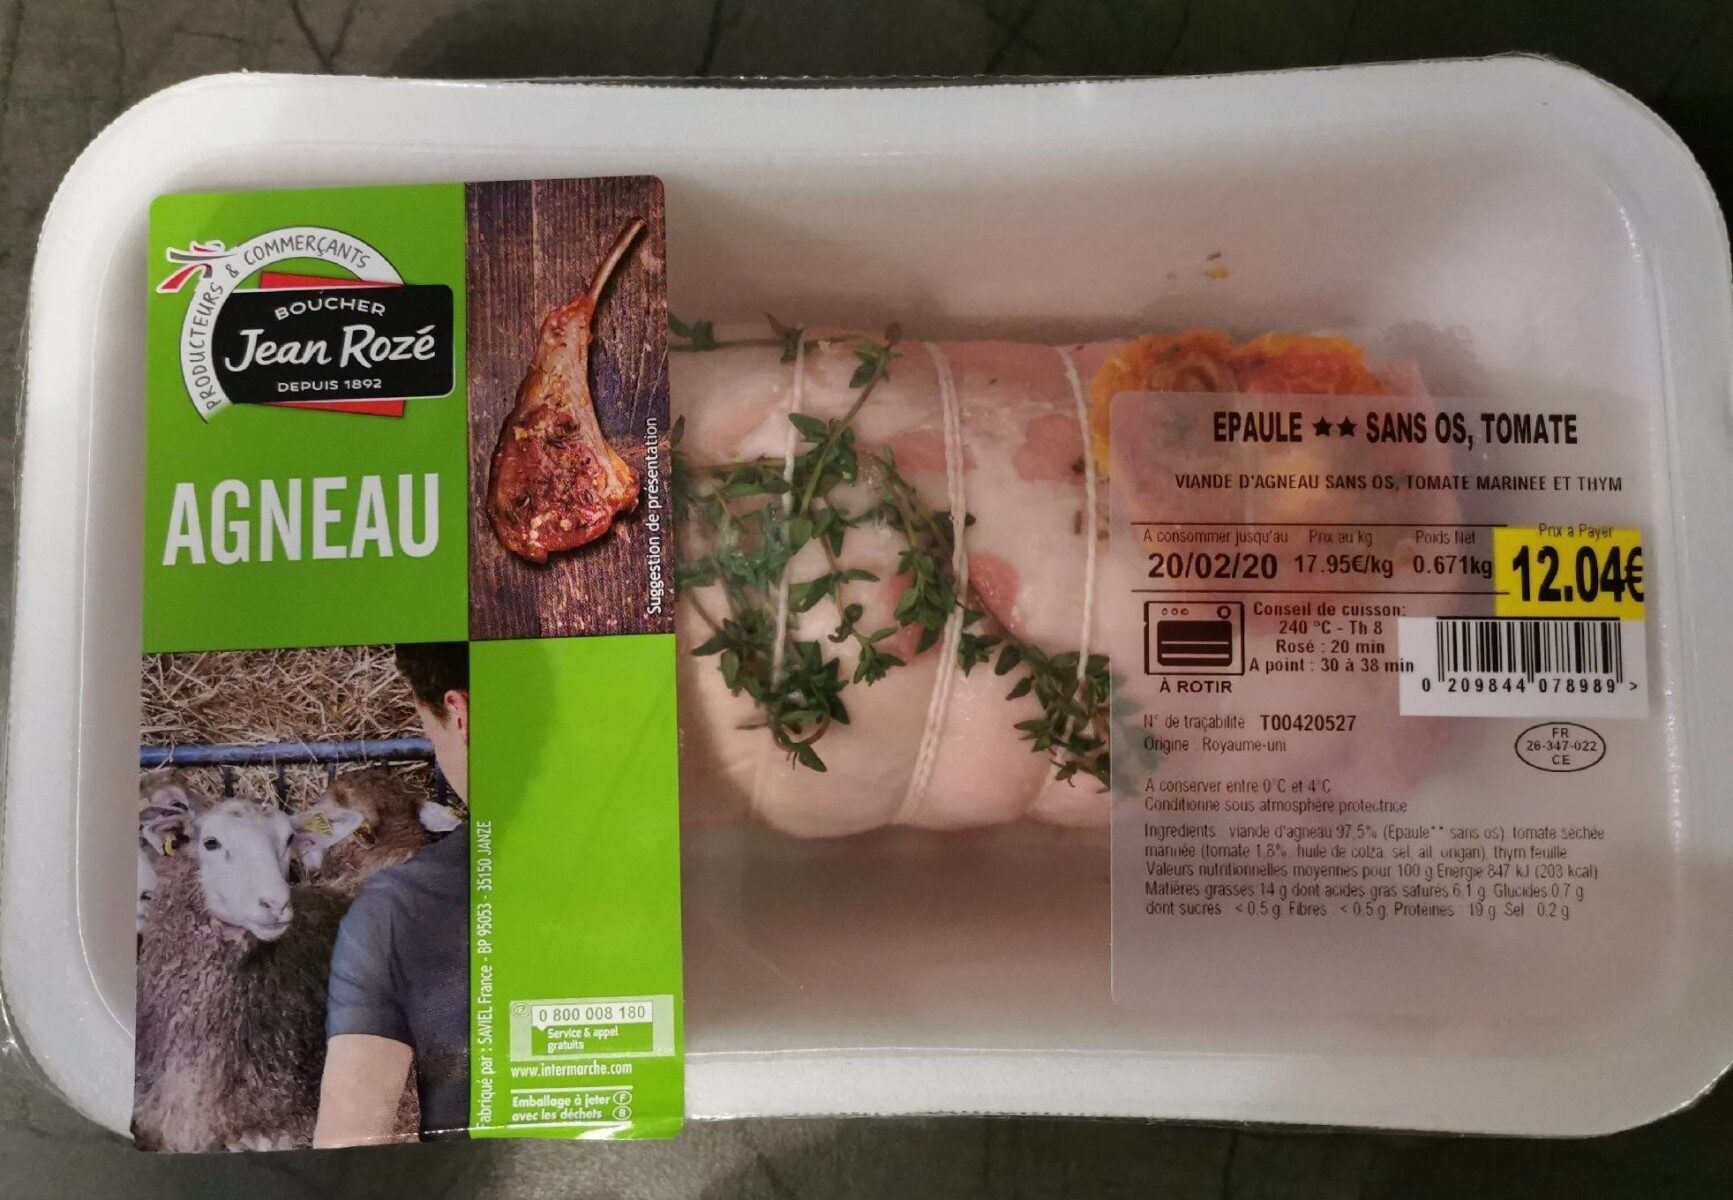 PRODUCTEURS & COMMERÇANTS
BOUCHER
Jean Rozé
DEPUIS 1892
AGNEAU
Suggestion de présentation
Fabriqué par : SAVIEL France - BP 95053 - 35150 JANZE
0 800 008 180
Service & appel
gratuits
www.intermarche.com
Emballage à jeter F
avec les déchets B
EPAULE ★★ SANS OS, TOMATE
VIANDE D'AGNEAU SANS OS, TOMATE MARINEE ET THYM
A consommer jusqu'au Prix au kg Poids Net Prix a Payer
20/02/20 17.95€/kg 0.671kg 12.04€
Conseil de cuisson:
240 °C - Th 8
Rosé : 20 min
A point : 30 à 38 min
À ROTIR
0 209844 078989 >
N° de traçabilité T00420527
Origine Royaume-uni
FR
26-347-022
CE
A conserver entre 0°C et 4°C
Conditionné sous atmosphère protectrice
Ingredients viande d'agneau 97,5% (Epaule** sans os) tomate séchée
marinée (tomate 1,8%, huile de colza, sel, ail, origan), thym feuille
Valeurs nutritionnelles moyennes pour 100 g Energie 847 kJ (203 kcal)
Matières grasses 14 g dont acides gras saturés 6,1 g Glucides 0,7 g
dont sucres <0.5 g Fibres : < 0.5 g Protéines 19 g Sel 0.2 g